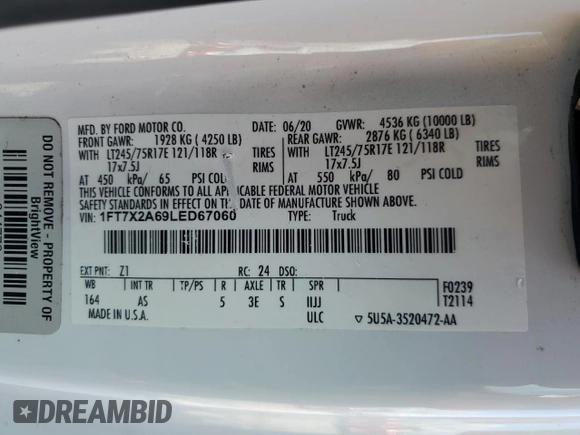 MFD. BY FORD MOTOR CO.
06/20
GVWR: 4536 KG (10000 LB)
FRONT GAWR: 1928 KG ( 4250 LB)
REAR GAWR: 2876 KG ( 6340 LB)
WITH LT245/75R17E 121/118R TIRES
17x7.5J RIMS
WITH LT245/75R17E 121/118R TIRES
17x7.5J RIMS
AT 450 kPa/ 65 PSI COLD
AT 550 kPa/ 80 PSI COLD
THIS VEHICLE CONFORMS TO ALL APPLICABLE FEDERAL MOTOR VEHICLE
SAFETY STANDARDS IN EFFECT ON THE DATE OF MANUFACTURE SHOWN ABOVE.
VIN: 1FT7X2A69LED67060
TYPE: Truck
EXT PNT: Z1 RC: 24 DSO:
WB INT TR TP/PS R AXLE TR SPR
164 AS 5 3E S IIJJ
F0239
T2114
MADE IN U.S.A.
ULC
▽ 5U5A-3520472-AA
DO NOT REMOVE - PROPERTY OF
BrightView
DREAMBID